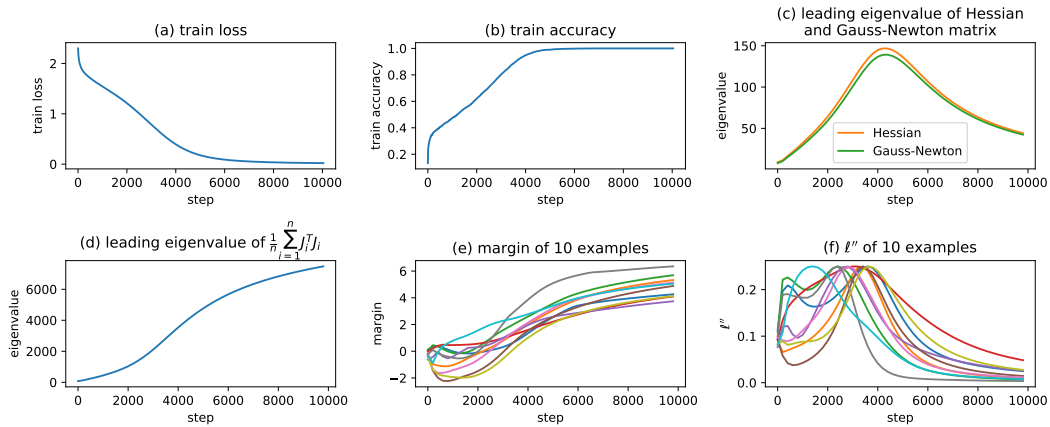 (a) train loss
train loss
2
1
0
0 2000 4000 6000 8000 10000
step
(b) train accuracy
train accuracy
1.0
0.8
0.6
0.4
0.2
0 2000 4000 6000 8000 10000
step
(c) leading eigenvalue of Hessian
and Gauss-Newton matrix
eigenvalue
150
100
50
Hessian
Gauss-Newton
0 2000 4000 6000 8000 10000
step
(d) leading eigenvalue of $\frac{1}{n}\sum_{i=1}^{n} J_i^T J_i$
eigenvalue
6000
4000
2000
0
0 2000 4000 6000 8000 10000
step
(e) margin of 10 examples
margin
6
4
2
0
−2
0 2000 4000 6000 8000 10000
step
(f) ℓ′′ of 10 examples
ℓ′′
0.2
0.1
0.0
0 2000 4000 6000 8000 10000
step